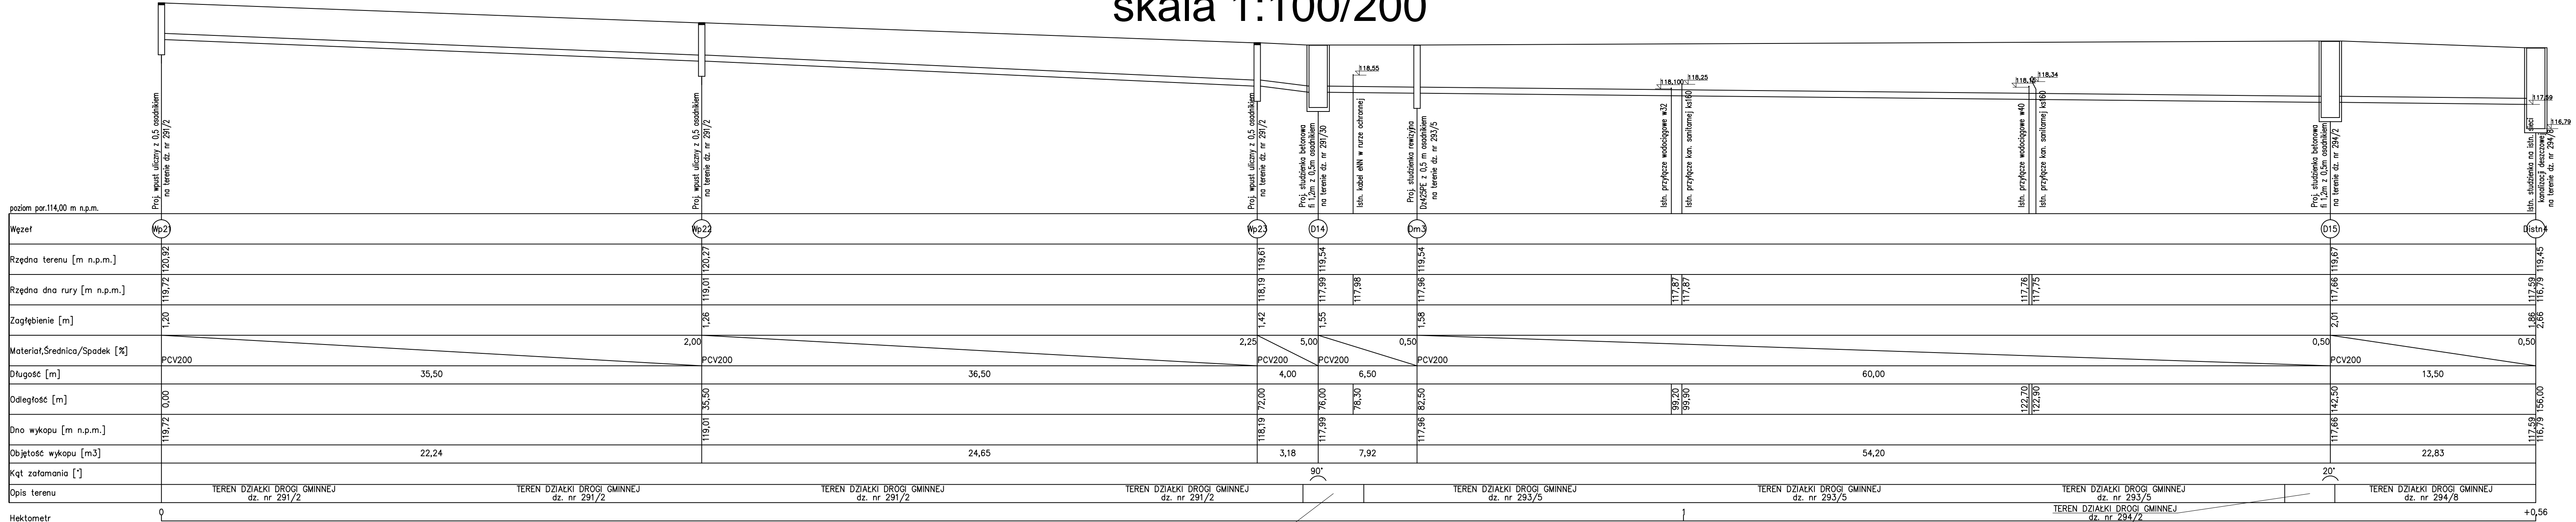 skala 1:100/200
118,55
118,10
118,25
118,34
117,59
116,79
Proj. wpust uliczny z 0,5 osadnikiem
na terenie dz. nr 291/2
Proj. wpust uliczny z 0,5 osadnikiem
na terenie dz. nr 291/2
Proj. wpust uliczny z 0,5 osadnikiem
na terenie dz. nr 291/2
Proj. studzienka betonowa
fi 1,2m z 0,5m osadnikiem
na terenie dz. nr 291/30
Istn. kabel eNN w rurze ochronnej
Proj. studzienka rewizyjna
Dz425PE z 0,5 m osadnikiem
na terenie dz. nr 293/5
Istn. przyłącze wodociągowe w32
Istn. przyłącze kan. sanitarnej ks160
Istn. przyłącze wodociągowe w40
Istn. przyłącze kan. sanitarnej ks160
Proj. studzienka betonowa
fi 1,2m z 0,5m osadnikiem
na terenie dz. nr 294/2
Istn. studzienka na istn. sieci
kanalizacji deszczowej
na terenie dz. nr 294/8
poziom por.114,00 m n.p.m.
Węzeł Wp21 Wp22 Wp23 D14 Dm3 D15 Distn4
Rzędna terenu [m n.p.m.] 120,92 120,27 119,61 119,54 119,54 119,67 119,45
Rzędna dna rury [m n.p.m.] 119,72 119,01 118,19 117,99 117,98 117,96 117,87 117,87 117,76 117,75 117,66 117,59 116,79
Zagłębienie [m] 1,20 1,26 1,42 1,55 1,58 2,01 1,86 2,66
Materiał,Średnica/Spadek [%] PCV200 2,00 PCV200 2,25 PCV200 5,00 PCV200 0,50 PCV200 0,50 PCV200 0,50
Długość [m] 35,50 36,50 4,00 6,50 60,00 13,50
Odległość [m] 0,00 35,50 72,00 76,00 78,30 82,50 99,20 99,90 122,70 122,90 142,50 156,00
Dno wykopu [m n.p.m.] 119,72 119,01 118,19 117,99 117,96 117,66 117,59 116,79
Objętość wykopu [m3] 22,24 24,65 3,18 7,92 54,20 22,83
Kąt załamania [°] 90° 20°
Opis terenu
TEREN DZIAŁKI DROGI GMINNEJ
dz. nr 291/2
TEREN DZIAŁKI DROGI GMINNEJ
dz. nr 291/2
TEREN DZIAŁKI DROGI GMINNEJ
dz. nr 291/2
TEREN DZIAŁKI DROGI GMINNEJ
dz. nr 291/2
TEREN DZIAŁKI DROGI GMINNEJ
dz. nr 293/5
TEREN DZIAŁKI DROGI GMINNEJ
dz. nr 293/5
TEREN DZIAŁKI DROGI GMINNEJ
dz. nr 293/5
TEREN DZIAŁKI DROGI GMINNEJ
dz. nr 294/8
TEREN DZIAŁKI DROGI GMINNEJ
dz. nr 294/2
Hektometr 0 1 +0,56